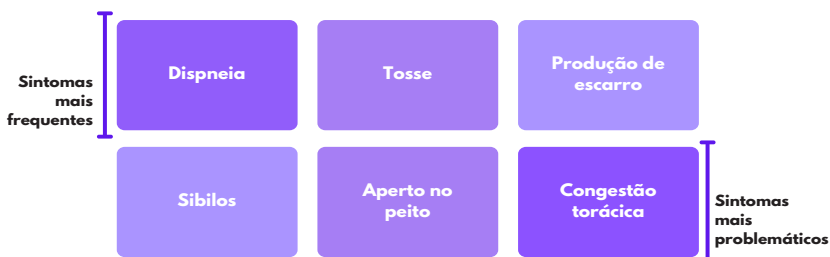 Sintomas
mais
frequentes
Dispneia
Tosse
Produção de
escarro
Sibilos
Aperto no
peito
Congestão
torácica
Sintomas
mais
problemáticos